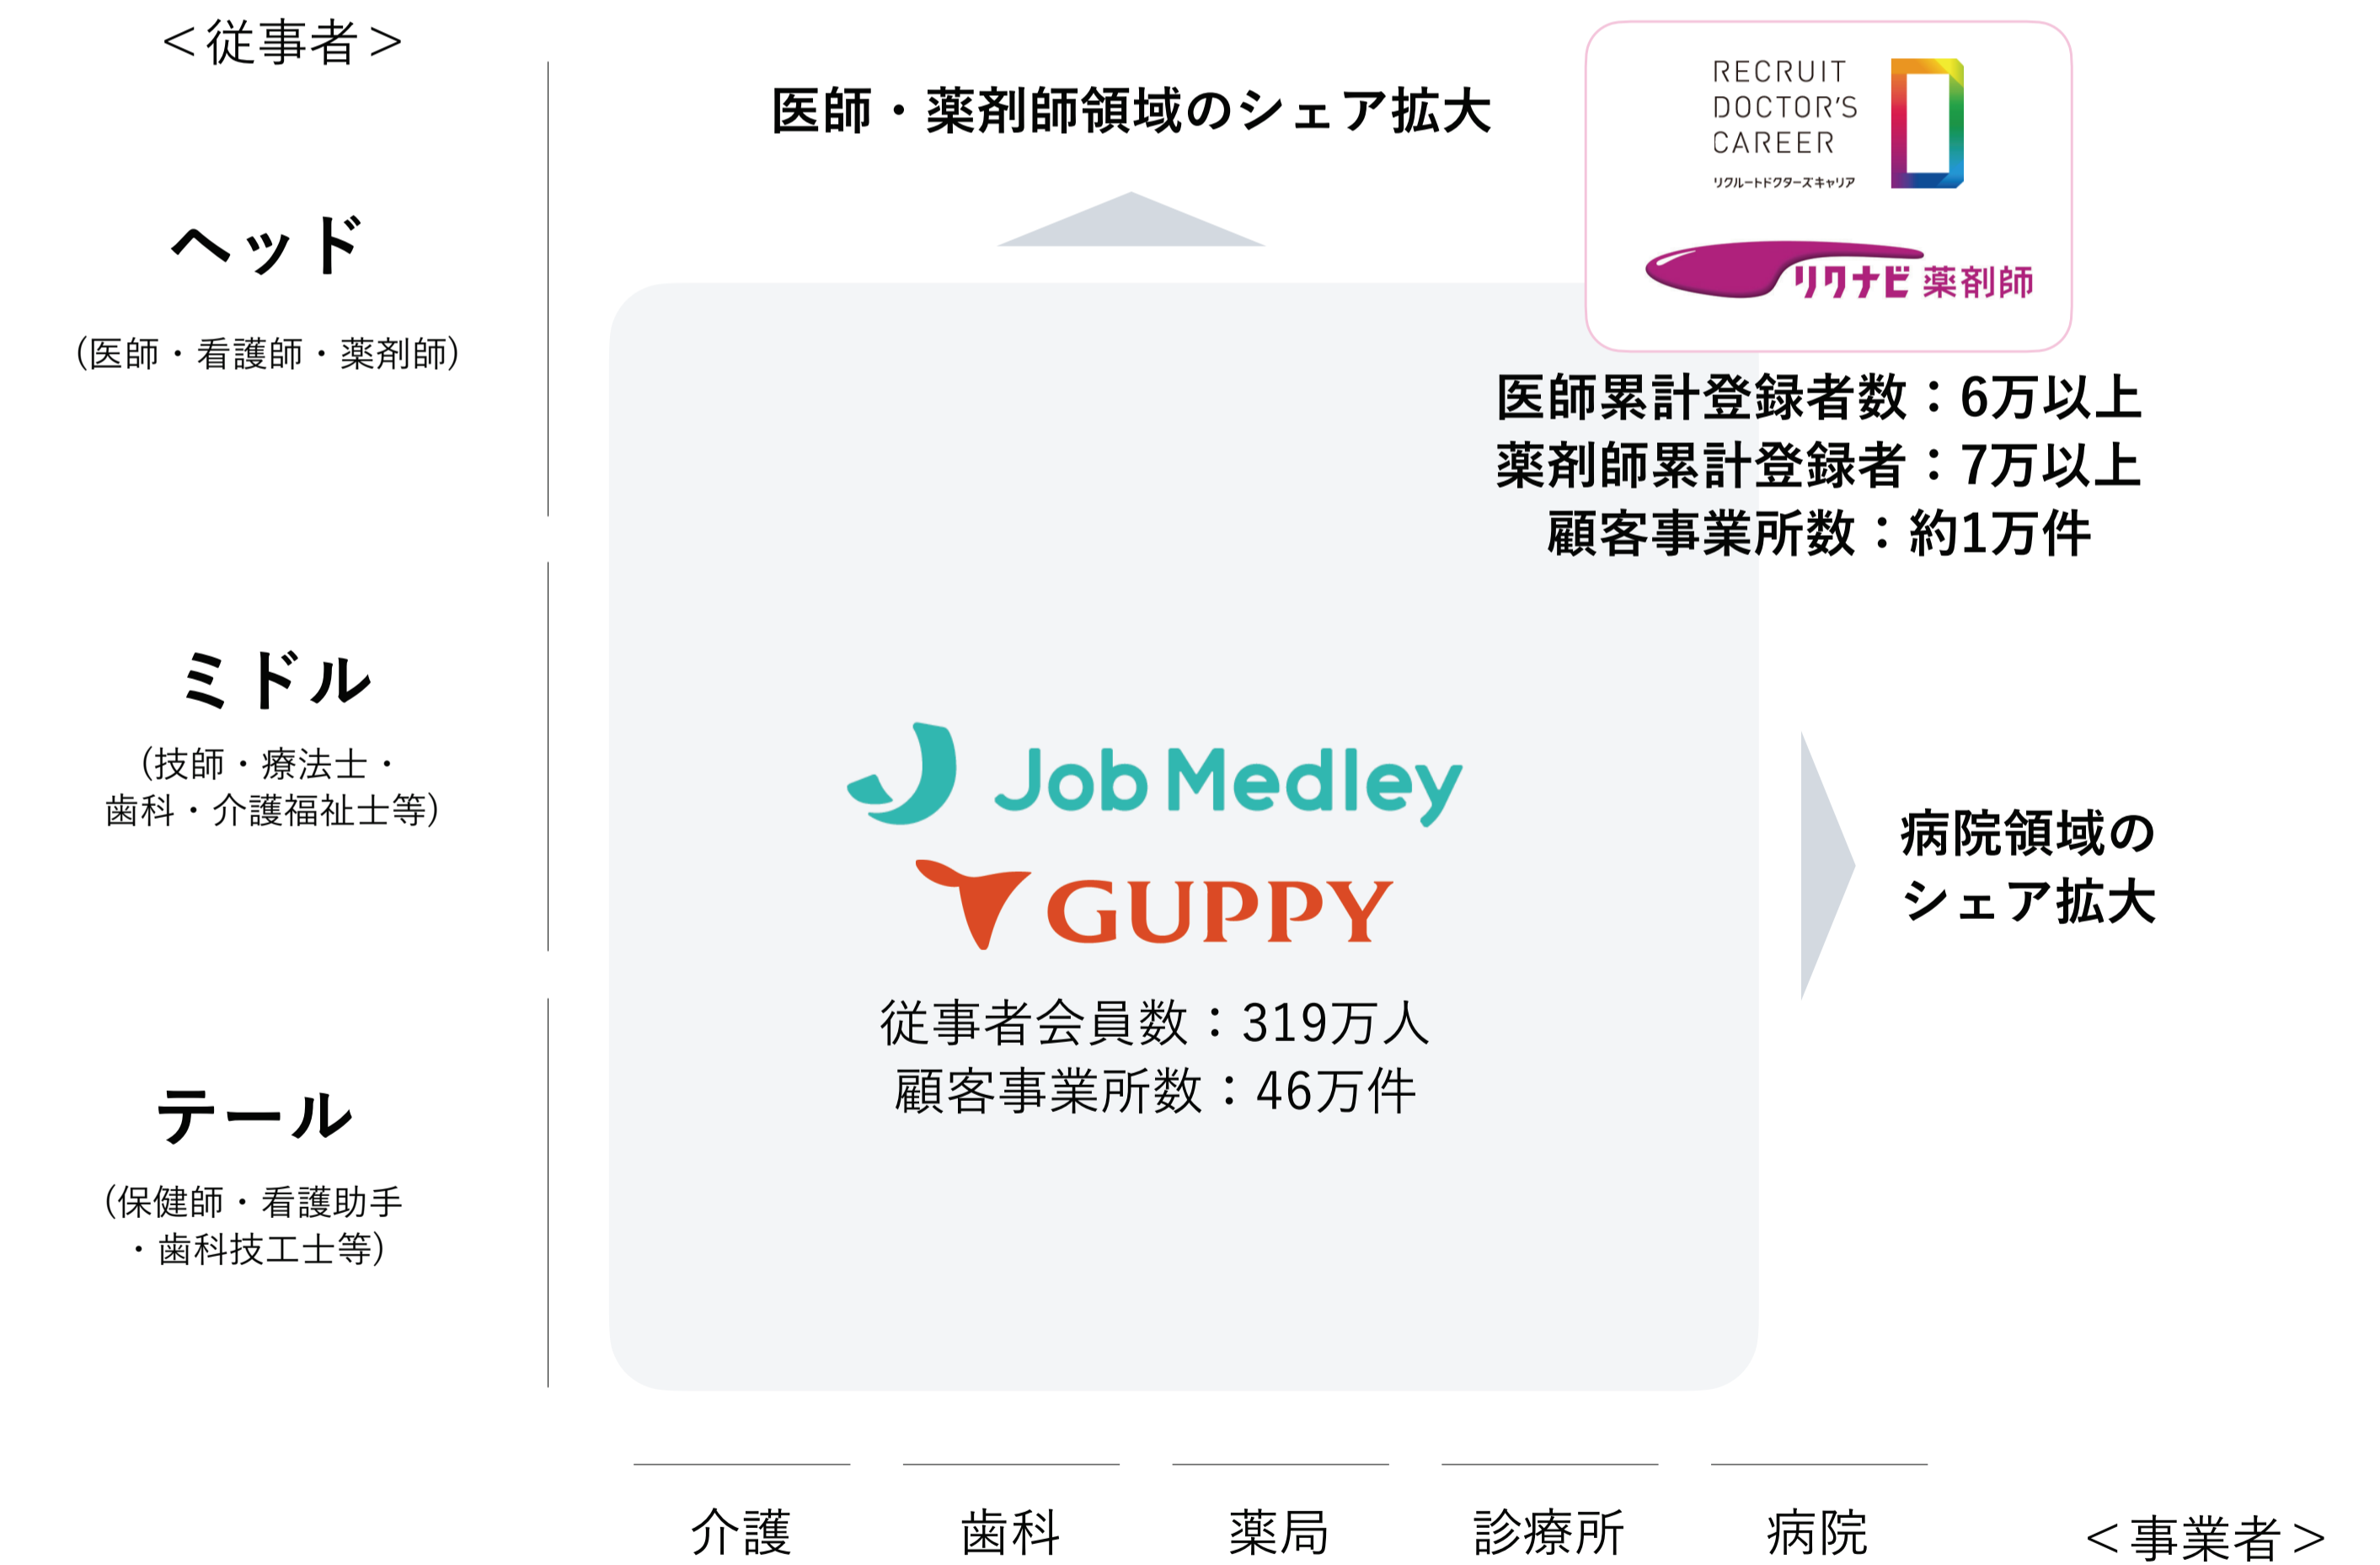 ＜従事者＞
医師・薬剤師領域のシェア拡大
RECRUIT
DOCTOR'S
CAREER
リクルートドクターズキャリア
リクナビ薬剤師
ヘッド
（医師・看護師・薬剤師）
医師累計登録者数：6万以上
薬剤師累計登録者：7万以上
顧客事業所数：約1万件
ミドル
（技師・療法士・
歯科・介護福祉士等）
Job Medley
GUPPY
従事者会員数：319万人
顧客事業所数：46万件
病院領域の
シェア拡大
テール
（保健師・看護助手
・歯科技工士等）
介護
歯科
薬局
診療所
病院
＜事業者＞